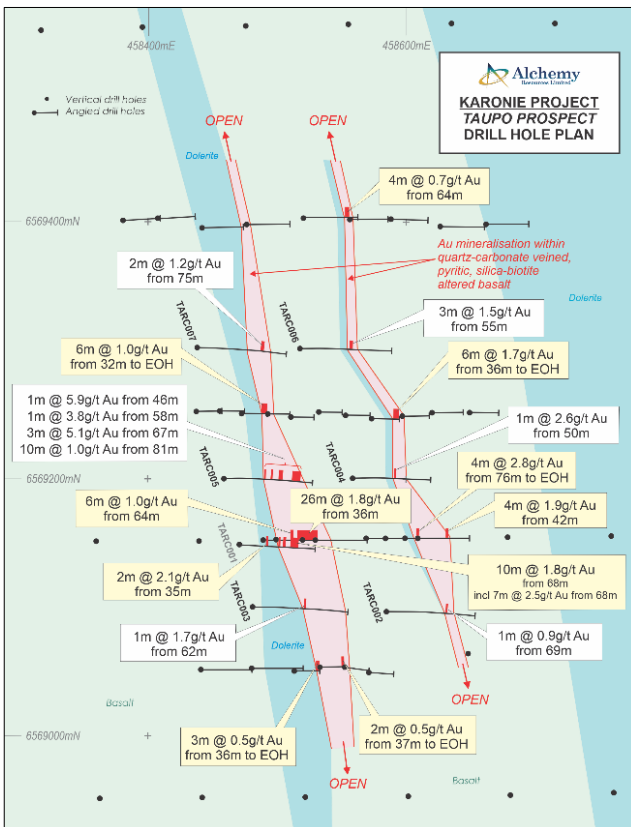 458400mE
458600mE
Alchemy
Resources Limited
KARONIE PROJECT
TAUPO PROSPECT
DRILL HOLE PLAN
Vertical drill holes
Angled drill holes
OPEN
OPEN
Dolerite
4m @ 0.7g/t Au
from 64m
6569400mN
Au mineralisation within
quartz-carbonate veined,
pyritic, silica-biotite
altered basalt
2m @ 1.2g/t Au
from 75m
Dolerite
3m @ 1.5g/t Au
from 55m
TARC007
TARC006
6m @ 1.0g/t Au
from 32m to EOH
6m @ 1.7g/t Au
from 36m to EOH
1m @ 5.9g/t Au from 46m
1m @ 3.8g/t Au from 58m
3m @ 5.1g/t Au from 67m
10m @ 1.0g/t Au from 81m
1m @ 2.6g/t Au
from 50m
TARC005
TARC004
6569200mN
4m @ 2.8g/t Au
from 76m to EOH
6m @ 1.0g/t Au
from 64m
26m @ 1.8g/t Au
from 36m
4m @ 1.9g/t Au
from 42m
TARC001
2m @ 2.1g/t Au
from 35m
10m @ 1.8g/t Au
from 68m
incl 7m @ 2.5g/t Au from 68m
TARC003
TARC002
1m @ 1.7g/t Au
from 62m
1m @ 0.9g/t Au
from 69m
Dolerite
OPEN
Basalt
3m @ 0.5g/t Au
from 36m to EOH
2m @ 0.5g/t Au
from 37m to EOH
6569000mN
OPEN
Basalt